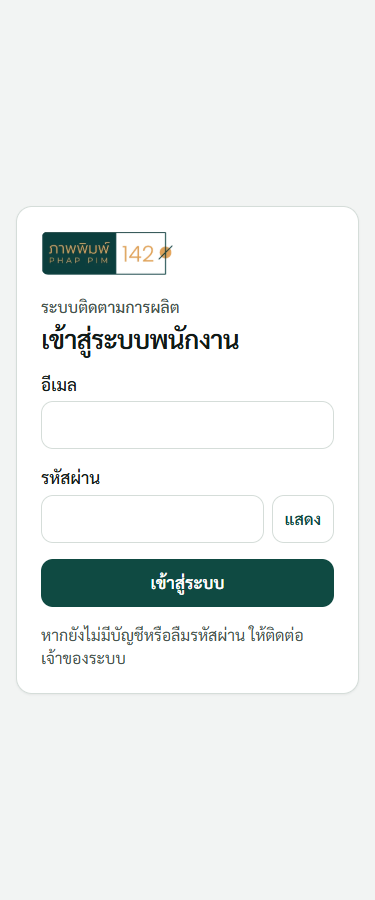 ภาพพิมพ์
PHAP PIM
142
ระบบติดตามการผลิต
เข้าสู่ระบบพนักงาน
อีเมล
รหัสผ่าน
แสดง
เข้าสู่ระบบ
หากยังไม่มีบัญชีหรือลืมรหัสผ่าน ให้ติดต่อ
เจ้าของระบบ